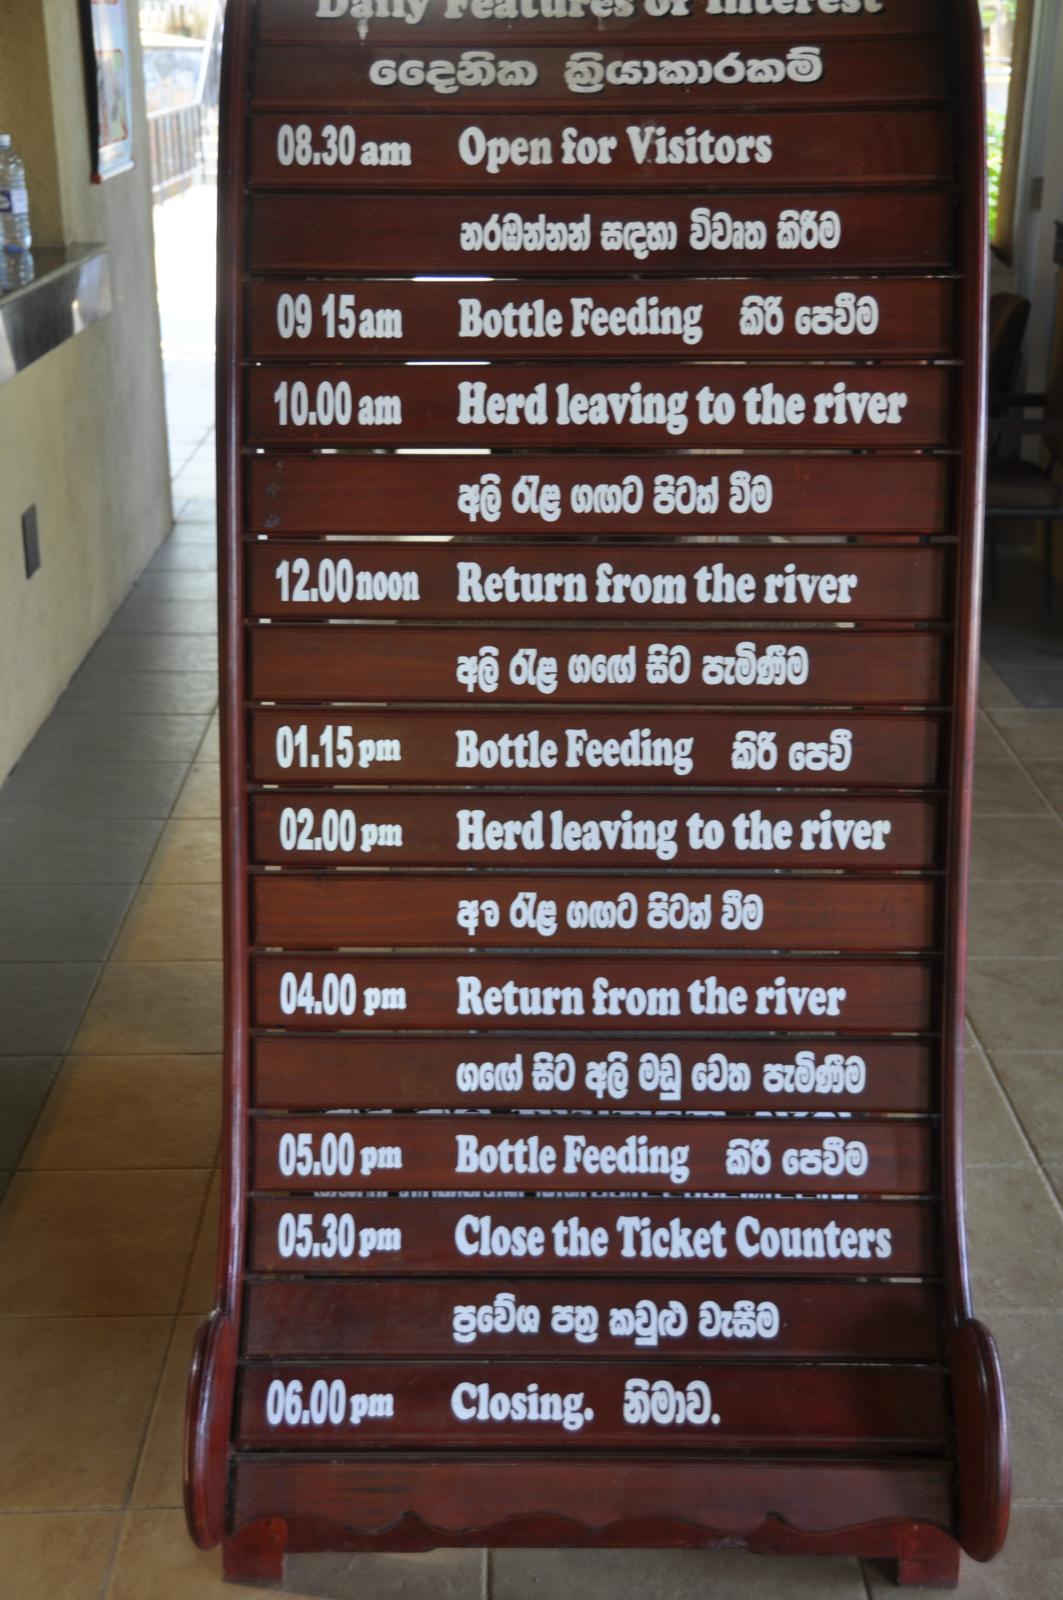 Daily Features of Interest
දෛනික ක්‍රියාකාරකම්
08.30 am Open for Visitors
නරඹන්නන් සඳහා විවෘත කිරීම
09 15 am Bottle Feeding කිරි පෙවීම
10.00 am Herd leaving to the river
අලි රැළ ගඟට පිටත් වීම
12.00 noon Return from the river
අලි රැළ ගඟේ සිට පැමිණීම
01.15 pm Bottle Feeding කිරි පෙවී
02.00 pm Herd leaving to the river
රැළ ගඟට පිටත් වීම
04.00 pm Return from the river
ගඟේ සිට අලි මඩු වෙත පැමිණීම
05.00 pm Bottle Feeding කිරි පෙවීම
05.30 pm Close the Ticket Counters
ප්‍රවේශ පත්‍ර කවුළු වැසීම
06.00 pm Closing. නිමාව.